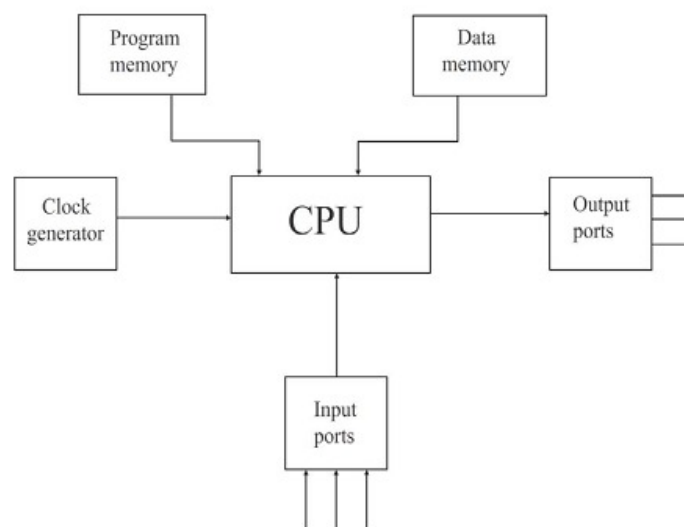 Program
memory
Data
memory
Clock
generator
CPU
Output
ports
Input
ports